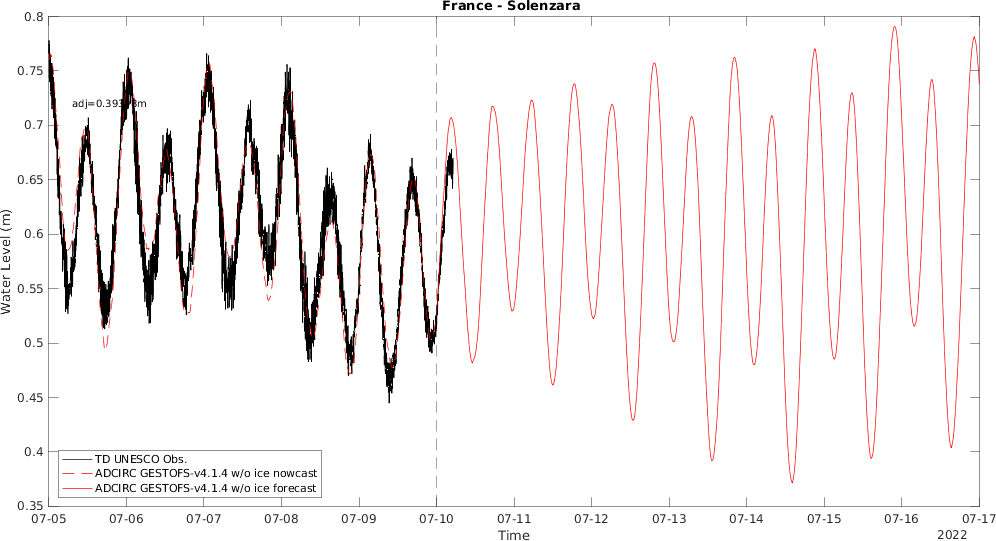 France - Solenzara
0.8
0.75
0.7
0.65
0.6
0.55
0.5
0.45
0.4
0.35
Water Level (m)
TD UNESCO Obs.
ADCIRC GESTOFS-v4.1.4 w/o ice nowcast
ADCIRC GESTOFS-v4.1.4 w/o ice forecast
07-05 07-06 07-07 07-08 07-09 07-10 07-11 07-12 07-13 07-14 07-15 07-16 07-17
Time
2022